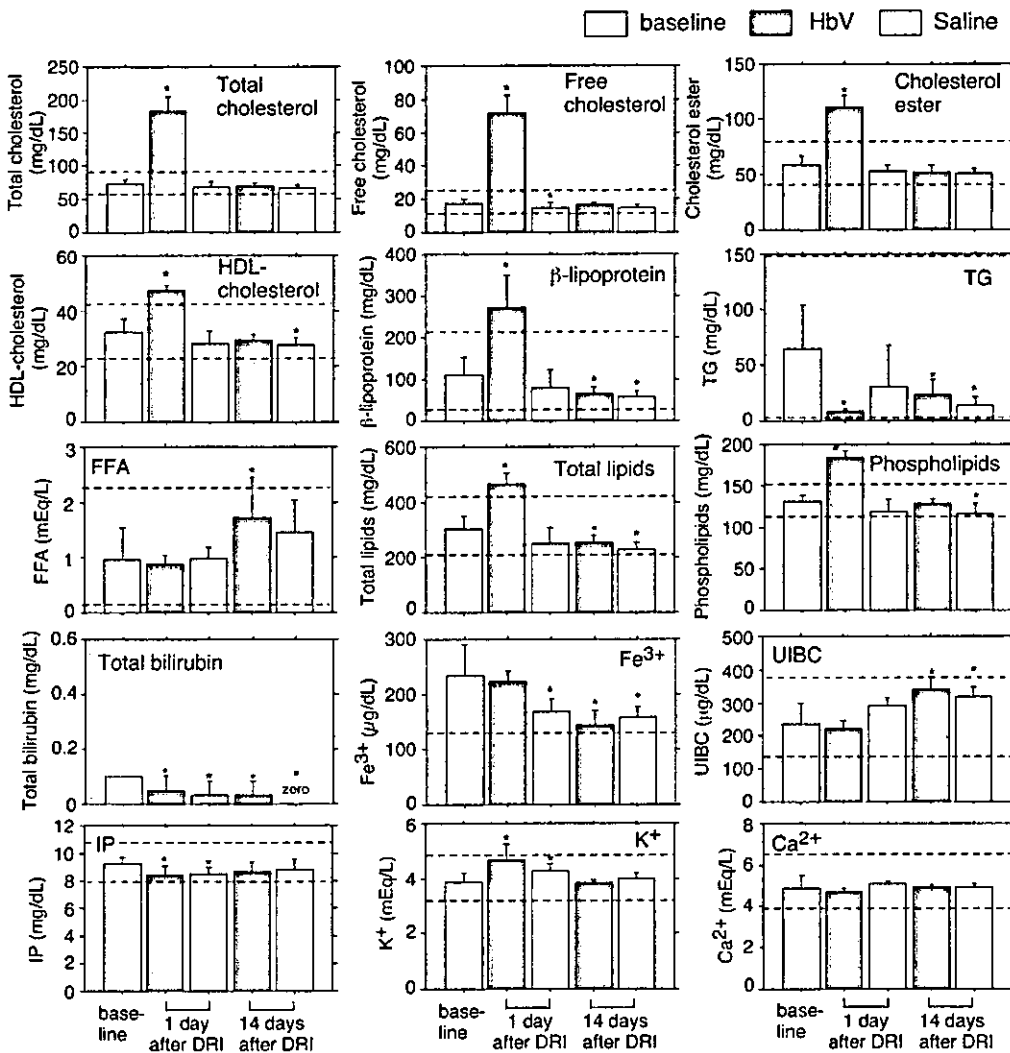 baseline HbV Saline
Total cholesterol (mg/dL)
250
200
150
100
50
0
Total cholesterol
*
Free cholesterol (mg/dL)
100
80
60
40
20
0
Free cholesterol
*
*
Cholesterol ester (mg/dL)
150
100
50
0
Cholesterol ester
*
HDL-cholesterol (mg/dL)
60
40
20
0
HDL-cholesterol
*
*
β-lipoprotein (mg/dL)
400
300
200
100
0
β-lipoprotein
*
*
*
TG (mg/dL)
150
100
50
0
TG
*
*
*
FFA (mEq/L)
3
2
1
0
FFA
*
Total lipids (mg/dL)
600
400
200
0
Total lipids
*
*
*
Phospholipids (mg/dL)
200
150
100
50
0
Phospholipids
*
*
Total bilirubin (mg/dL)
0.6
0.4
0.2
0
Total bilirubin
*
*
*
*
zero
Fe3+ (µg/dL)
300
200
100
0
Fe3+
*
*
*
UIBC (µg/dL)
500
400
300
200
100
0
UIBC
*
*
IP (mg/dL)
12
10
8
6
4
2
0
IP
*
*
K+ (mEq/L)
6
4
2
0
K+
*
*
Ca2+ (mEq/L)
8
6
4
2
0
Ca2+
base-line
1 day after DRI
14 days after DRI
base-line
1 day after DRI
14 days after DRI
base-line
1 day after DRI
14 days after DRI